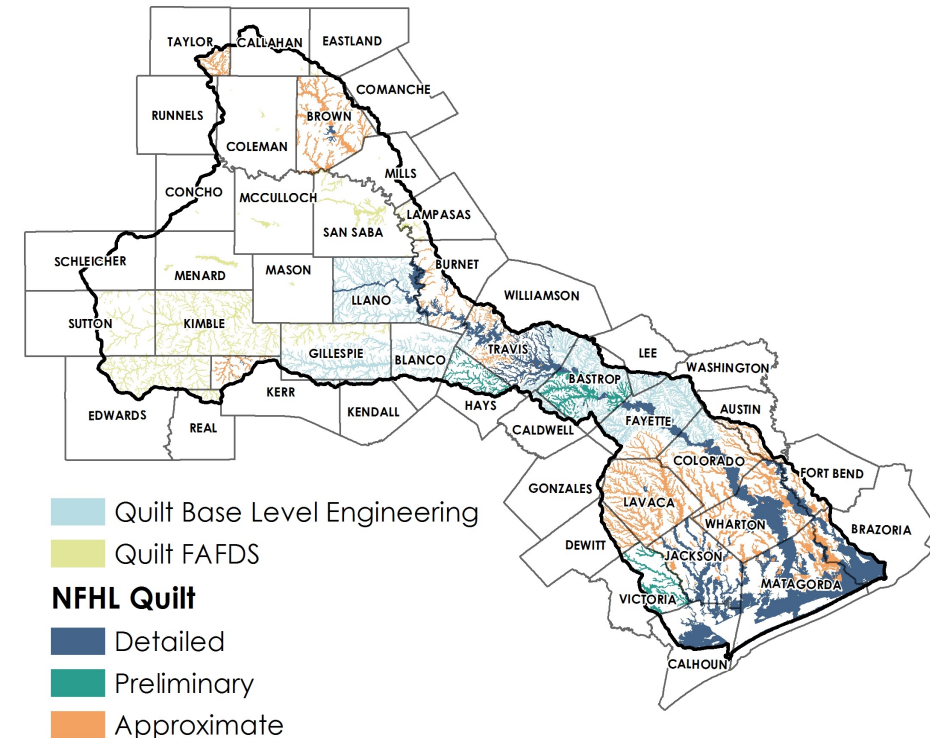 TAYLOR
CALLAHAN
EASTLAND
COMANCHE
RUNNELS
BROWN
COLEMAN
MILLS
CONCHO
MCCULLOCH
LAMPASAS
SAN SABA
SCHLEICHER
MENARD
MASON
BURNET
LLANO
WILLIAMSON
SUTTON
KIMBLE
GILLESPIE
BLANCO
TRAVIS
LEE
WASHINGTON
BASTROP
KERR
HAYS
AUSTIN
EDWARDS
REAL
KENDALL
CALDWELL
FAYETTE
COLORADO
FORT BEND
GONZALES
LAVACA
WHARTON
BRAZORIA
DEWITT
JACKSON
MATAGORDA
VICTORIA
CALHOUN
Quilt Base Level Engineering
Quilt FAFDS
NFHL Quilt
Detailed
Preliminary
Approximate